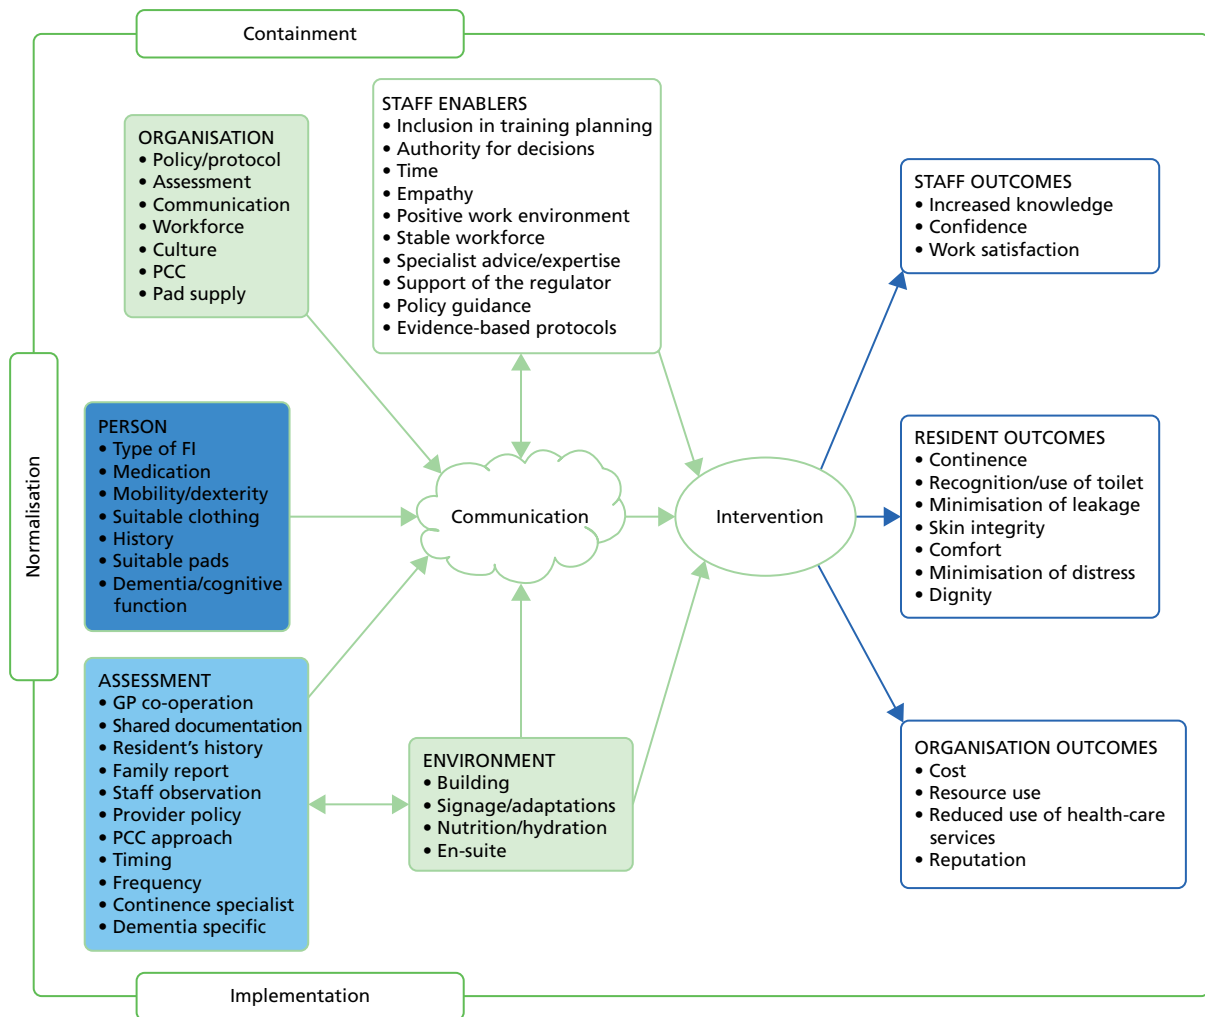 Containment
ORGANISATION
• Policy/protocol
• Assessment
• Communication
• Workforce
• Culture
• PCC
• Pad supply
STAFF ENABLERS
• Inclusion in training planning
• Authority for decisions
• Time
• Empathy
• Positive work environment
• Stable workforce
• Specialist advice/expertise
• Support of the regulator
• Policy guidance
• Evidence-based protocols
STAFF OUTCOMES
• Increased knowledge
• Confidence
• Work satisfaction
Normalisation
PERSON
• Type of FI
• Medication
• Mobility/dexterity
• Suitable clothing
• History
• Suitable pads
• Dementia/cognitive
function
Communication
Intervention
RESIDENT OUTCOMES
• Continence
• Recognition/use of toilet
• Minimisation of leakage
• Skin integrity
• Comfort
• Minimisation of distress
• Dignity
ASSESSMENT
• GP co-operation
• Shared documentation
• Resident's history
• Family report
• Staff observation
• Provider policy
• PCC approach
• Timing
• Frequency
• Continence specialist
• Dementia specific
ENVIRONMENT
• Building
• Signage/adaptations
• Nutrition/hydration
• En-suite
ORGANISATION OUTCOMES
• Cost
• Resource use
• Reduced use of health-care
services
• Reputation
Implementation